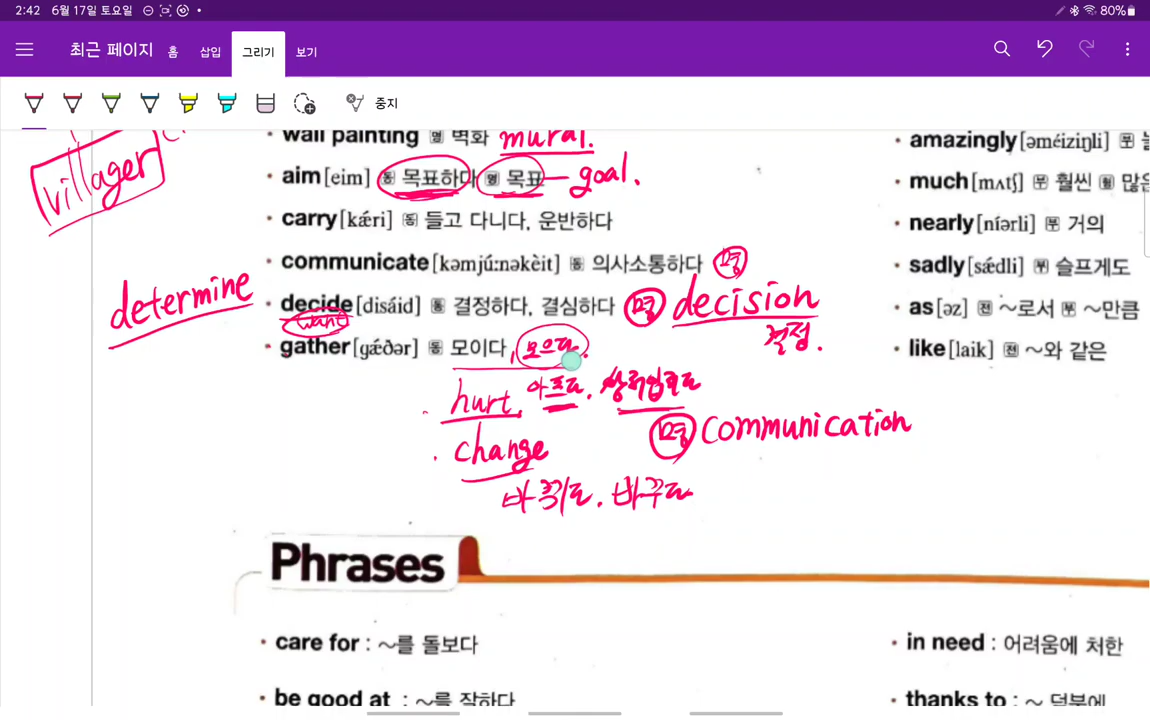 2:42 6월 17일 토요일 80%
최근 페이지 홈 삽입 그리기 보기
중지
villager
wall painting 명 벽화 mural.
aim[eim] 동 목표하다 명 목표 — goal.
carry[kǽri] 동 들고 다니다, 운반하다
communicate[kəmjú:nəkèit] 동 의사소통하다 명
determine
decide[disáid] 동 결정하다, 결심하다 명 decision
want
결정.
gather[gǽðər] 동 모이다, 모으다.
hurt 아프다. 상처입히다
명 communication
change
바뀌다. 바꾸다
amazingly[əméiziŋli] 부
much[mʌtʃ] 부 훨씬 형 많은
nearly[níərli] 부 거의
sadly[sǽdli] 부 슬프게도
as[əz] 전 ~로서 부 ~만큼
like[laik] 전 ~와 같은
Phrases
care for : ~를 돌보다
be good at : ~를 잘하다
in need : 어려움에 처한
thanks to : ~ 덕분에